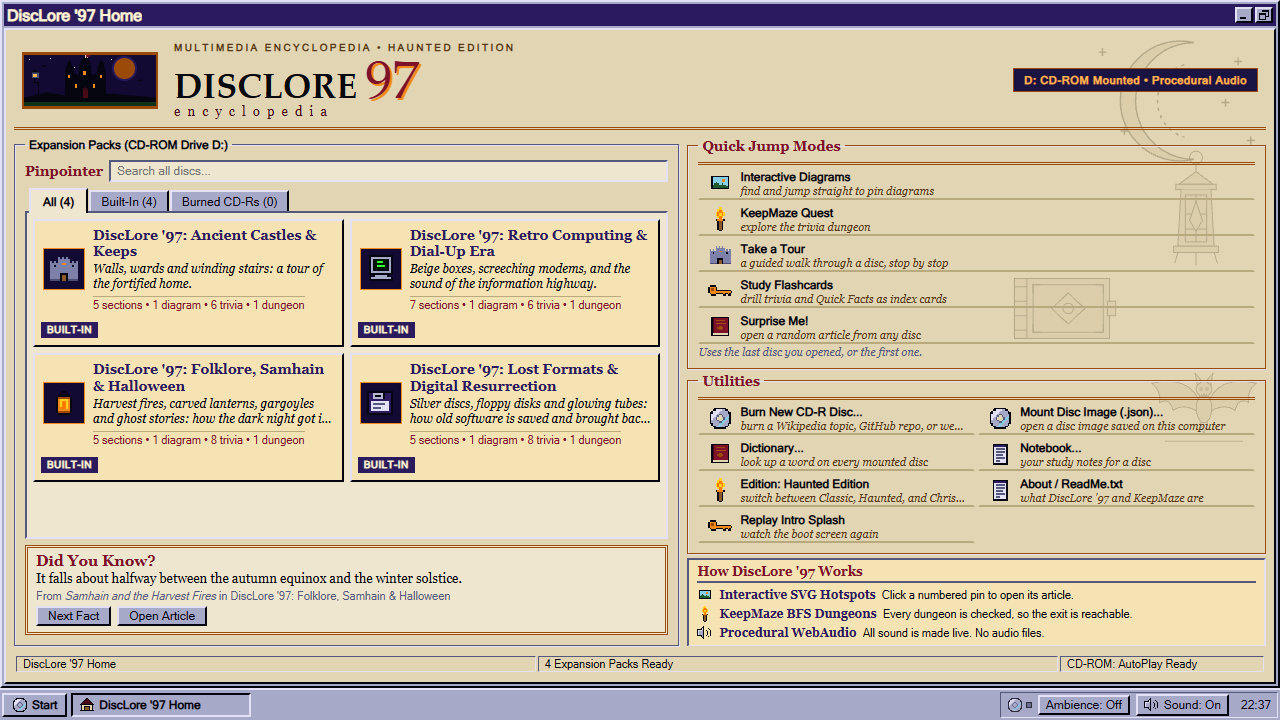 DiscLore '97 Home
MULTIMEDIA ENCYCLOPEDIA • HAUNTED EDITION
DISCLORE 97
encyclopedia
D: CD-ROM Mounted • Procedural Audio
Expansion Packs (CD-ROM Drive D:)
Pinpointer Search all discs...
All (4) Built-In (4) Burned CD-Rs (0)
DiscLore '97: Ancient Castles &
Keeps
Walls, wards and winding stairs: a tour of
the fortified home.
5 sections • 1 diagram • 6 trivia • 1 dungeon
BUILT-IN
DiscLore '97: Retro Computing &
Dial-Up Era
Beige boxes, screeching modems, and the
sound of the information highway.
7 sections • 1 diagram • 6 trivia • 1 dungeon
BUILT-IN
DiscLore '97: Folklore, Samhain
& Halloween
Harvest fires, carved lanterns, gargoyles
and ghost stories: how the dark night got i...
5 sections • 1 diagram • 8 trivia • 1 dungeon
BUILT-IN
DiscLore '97: Lost Formats &
Digital Resurrection
Silver discs, floppy disks and glowing tubes:
how old software is saved and brought bac...
5 sections • 1 diagram • 8 trivia • 1 dungeon
BUILT-IN
Did You Know?
It falls about halfway between the autumn equinox and the winter solstice.
From Samhain and the Harvest Fires in DiscLore '97: Folklore, Samhain & Halloween
Next Fact Open Article
Quick Jump Modes
Interactive Diagrams
find and jump straight to pin diagrams
KeepMaze Quest
explore the trivia dungeon
Take a Tour
a guided walk through a disc, stop by stop
Study Flashcards
drill trivia and Quick Facts as index cards
Surprise Me!
open a random article from any disc
Uses the last disc you opened, or the first one.
Utilities
Burn New CD-R Disc...
burn a Wikipedia topic, GitHub repo, or we...
Mount Disc Image (.json)...
open a disc image saved on this computer
Dictionary...
look up a word on every mounted disc
Notebook...
your study notes for a disc
Edition: Haunted Edition
switch between Classic, Haunted, and Chris...
About / ReadMe.txt
what DiscLore '97 and KeepMaze are
Replay Intro Splash
watch the boot screen again
How DiscLore '97 Works
Interactive SVG Hotspots Click a numbered pin to open its article.
KeepMaze BFS Dungeons Every dungeon is checked, so the exit is reachable.
Procedural WebAudio All sound is made live. No audio files.
DiscLore '97 Home 4 Expansion Packs Ready CD-ROM: AutoPlay Ready
Start DiscLore '97 Home Ambience: Off Sound: On 22:37